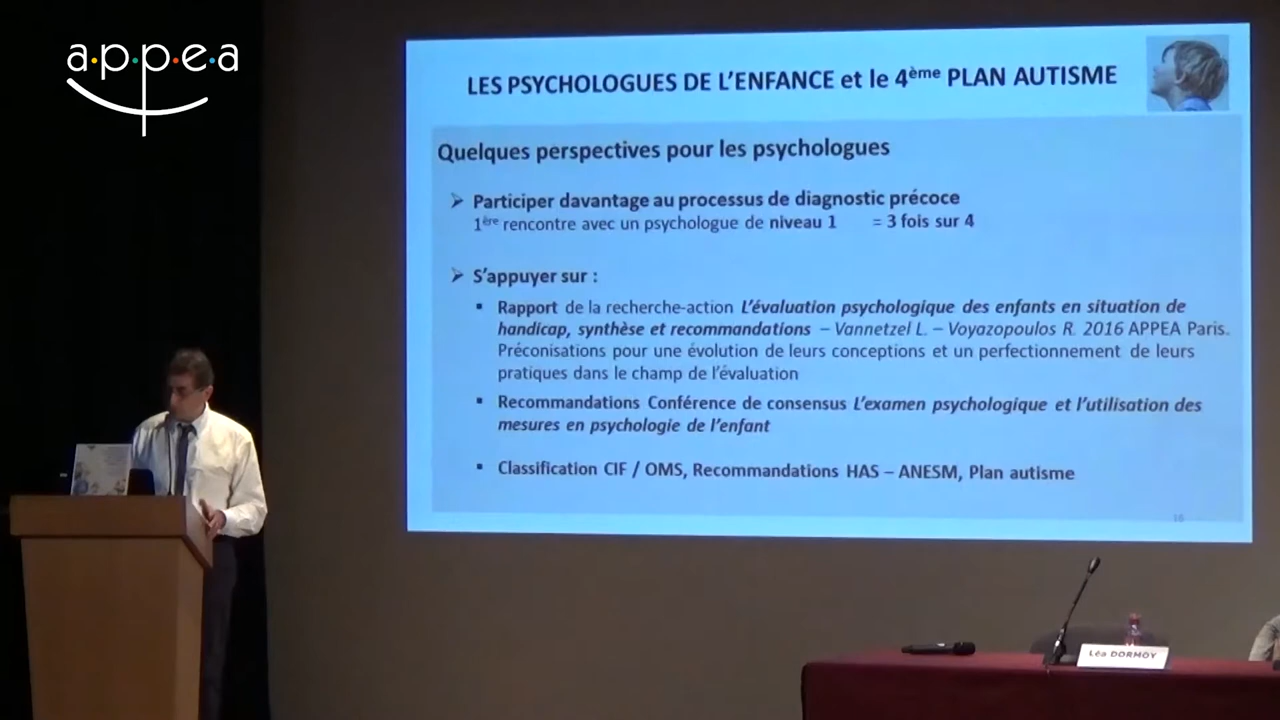 a·p·p·e·a
LES PSYCHOLOGUES DE L'ENFANCE et le 4ème PLAN AUTISME
Quelques perspectives pour les psychologues
➢ Participer davantage au processus de diagnostic précoce
1ère rencontre avec un psychologue de niveau 1 = 3 fois sur 4
➢ S'appuyer sur :
▪ Rapport de la recherche-action L'évaluation psychologique des enfants en situation de
handicap, synthèse et recommandations – Vannetzel L. – Voyazopoulos R. 2016 APPEA Paris.
Préconisations pour une évolution de leurs conceptions et un perfectionnement de leurs
pratiques dans le champ de l'évaluation
▪ Recommandations Conférence de consensus L'examen psychologique et l'utilisation des
mesures en psychologie de l'enfant
▪ Classification CIF / OMS, Recommandations HAS – ANESM, Plan autisme
16
Léa DORMOY